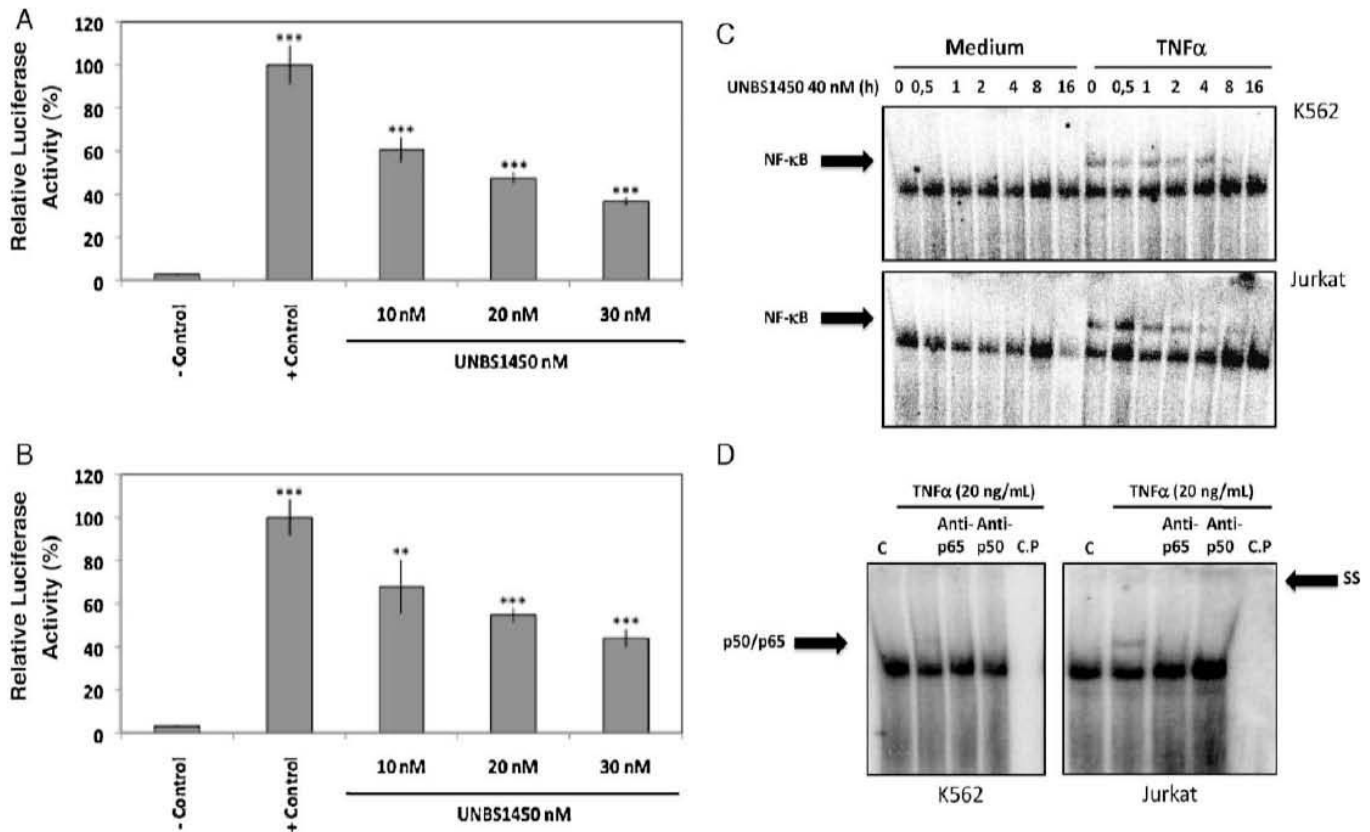 A
Relative Luciferase
Activity (%)
120
100
80
60
40
20
0
***
***
***
***
- Control
+ Control
10 nM
20 nM
30 nM
UNBS1450 nM
B
Relative Luciferase
Activity (%)
120
100
80
60
40
20
0
***
**
***
***
- Control
+ Control
10 nM
20 nM
30 nM
UNBS1450 nM
C
Medium
TNFα
UNBS1450 40 nM (h)
0 0,5 1 2 4 8 16
0 0,5 1 2 4 8 16
K562
NF-κB
Jurkat
NF-κB
D
TNFα (20 ng/mL)
C
Anti-p65
Anti-p50
C.P
TNFα (20 ng/mL)
C
Anti-p65
Anti-p50
C.P
SS
p50/p65
K562
Jurkat